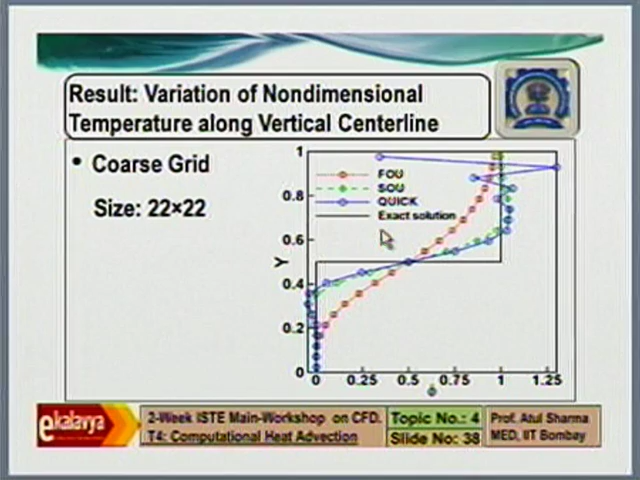 Result: Variation of Nondimensional
Temperature along Vertical Centerline
• Coarse Grid
Size: 22×22
1
0.8
0.6
0.4
0.2
0
Y
FOU
SOU
QUICK
Exact solution
0 0.25 0.5 0.75 1 1.25
ekalavya
2-Week ISTE Main-Workshop on CFD.
T4: Computational Heat Advection
Topic No.: 4
Slide No: 38
Prof. Atul Sharma
MED, IIT Bombay